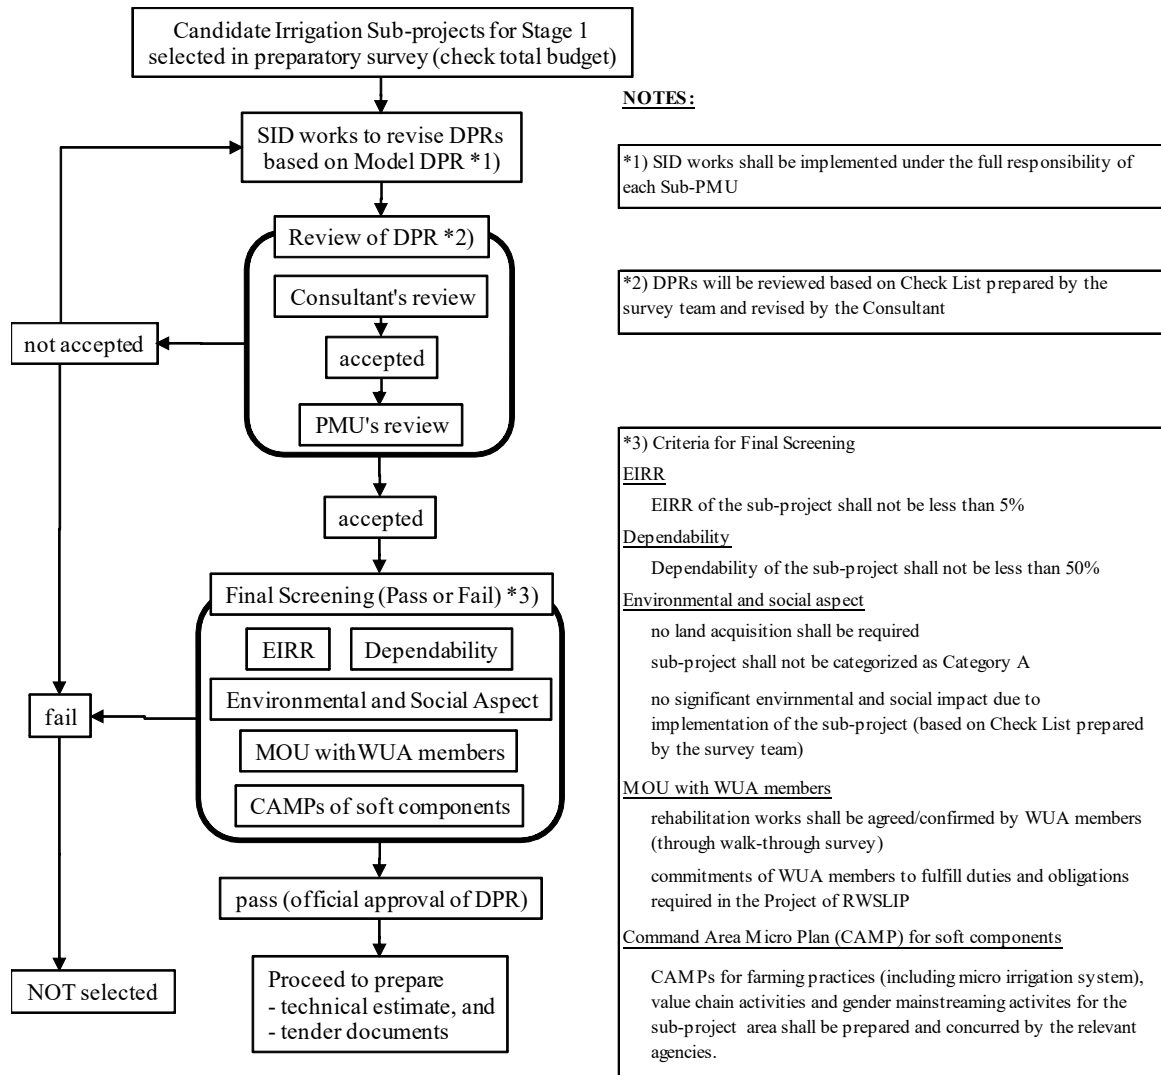 Candidate Irrigation Sub-projects for Stage 1
selected in preparatory survey (check total budget)
SID works to revise DPRs
based on Model DPR *1)
Review of DPR *2)
Consultant's review
not accepted
accepted
PMU's review
accepted
Final Screening (Pass or Fail) *3)
EIRR
Dependability
Environmental and Social Aspect
fail
MOU with WUA members
CAMPs of soft components
pass (official approval of DPR)
NOT selected
Proceed to prepare
- technical estimate, and
- tender documents
NOTES:
*1) SID works shall be implemented under the full responsibility of
each Sub-PMU
*2) DPRs will be reviewed based on Check List prepared by the
survey team and revised by the Consultant
*3) Criteria for Final Screening
EIRR
EIRR of the sub-project shall not be less than 5%
Dependability
Dependability of the sub-project shall not be less than 50%
Environmental and social aspect
no land acquisition shall be required
sub-project shall not be categorized as Category A
no significant envirnmental and social impact due to
implementation of the sub-project (based on Check List prepared
by the survey team)
MOU with WUA members
rehabilitation works shall be agreed/confirmed by WUA members
(through walk-through survey)
commitments of WUA members to fulfill duties and obligations
required in the Project of RWSLIP
Command Area Micro Plan (CAMP) for soft components
CAMPs for farming practices (including micro irrigation system),
value chain activities and gender mainstreaming activites for the
sub-project area shall be prepared and concurred by the relevant
agencies.